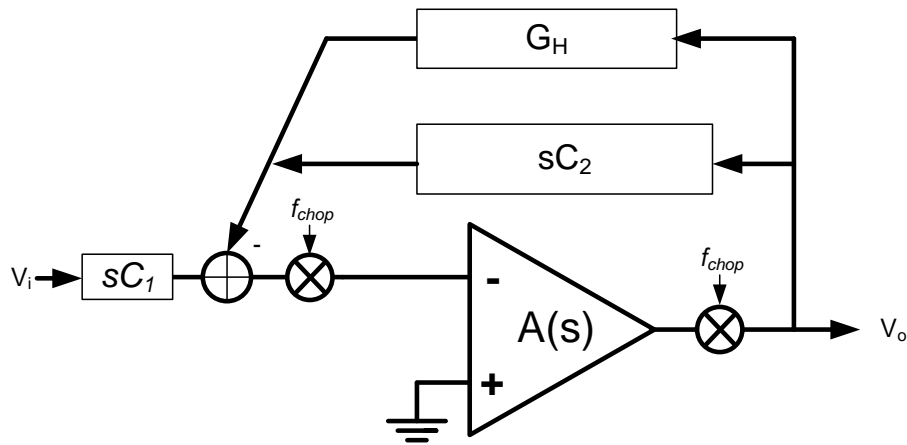 G_H
sC_2
f_chop
-
V_i
sC_1
f_chop
-
A(s)
+
V_o